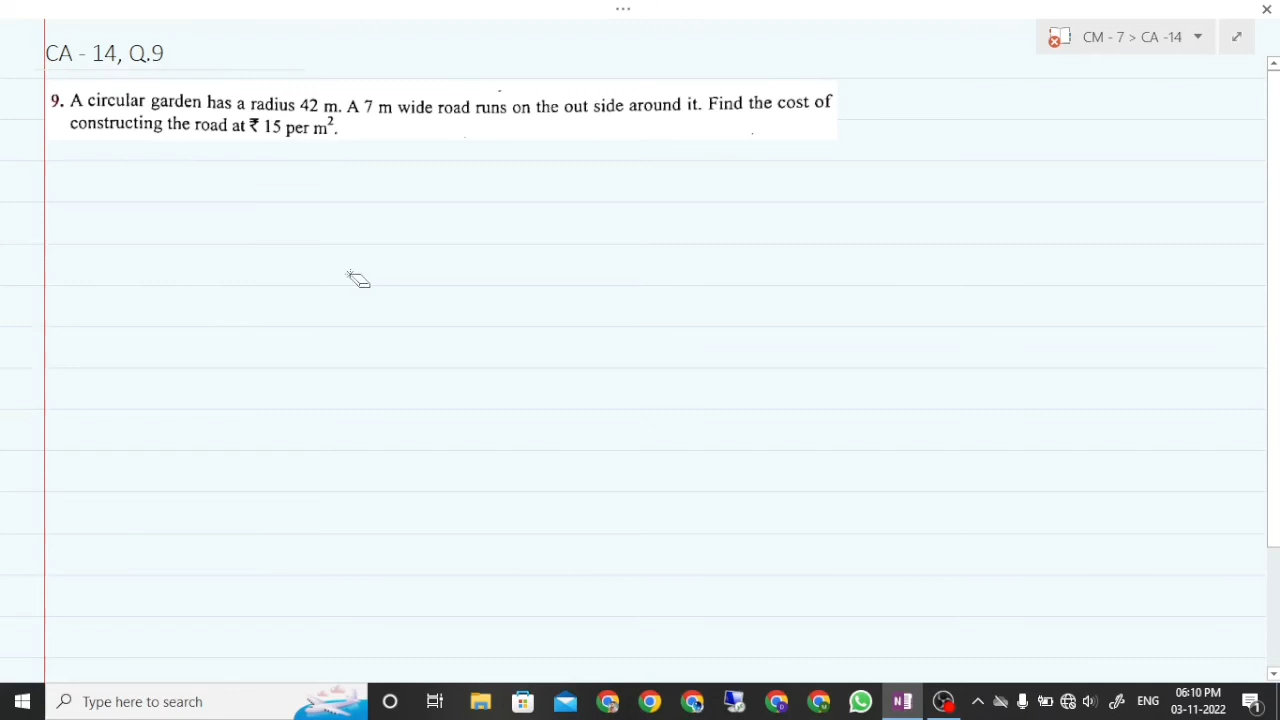 CM - 7 > CA -14
CA - 14, Q.9
9. A circular garden has a radius 42 m. A 7 m wide road runs on the out side around it. Find the cost of
constructing the road at ₹ 15 per m².
Type here to search
ENG
06:10 PM
03-11-2022
1